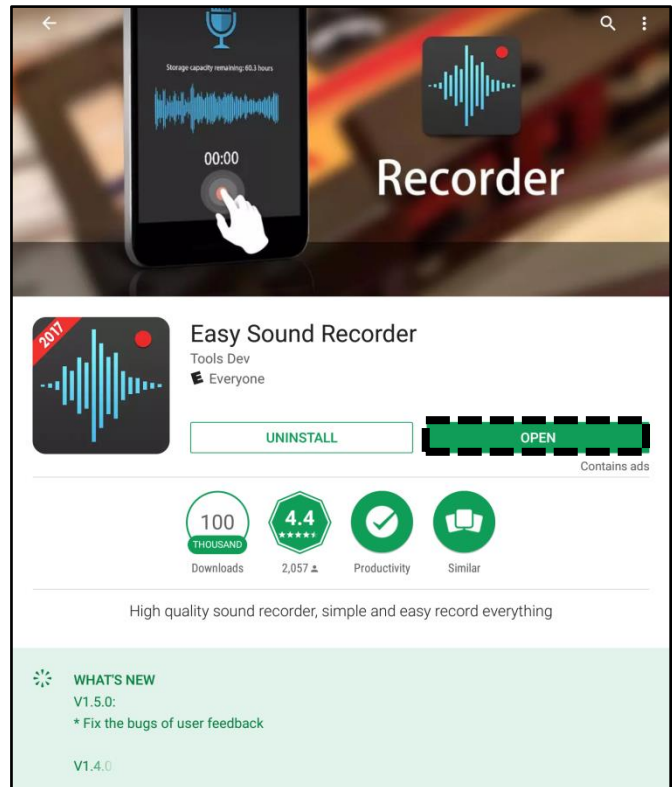 Storage capacity remaining: 60.3 hours
00:00
Recorder
2017
Easy Sound Recorder
Tools Dev
E Everyone
UNINSTALL
OPEN
Contains ads
100
THOUSAND
Downloads
4.4
2,057
Productivity
Similar
High quality sound recorder, simple and easy record everything
WHAT'S NEW
V1.5.0:
* Fix the bugs of user feedback
V1.4.0